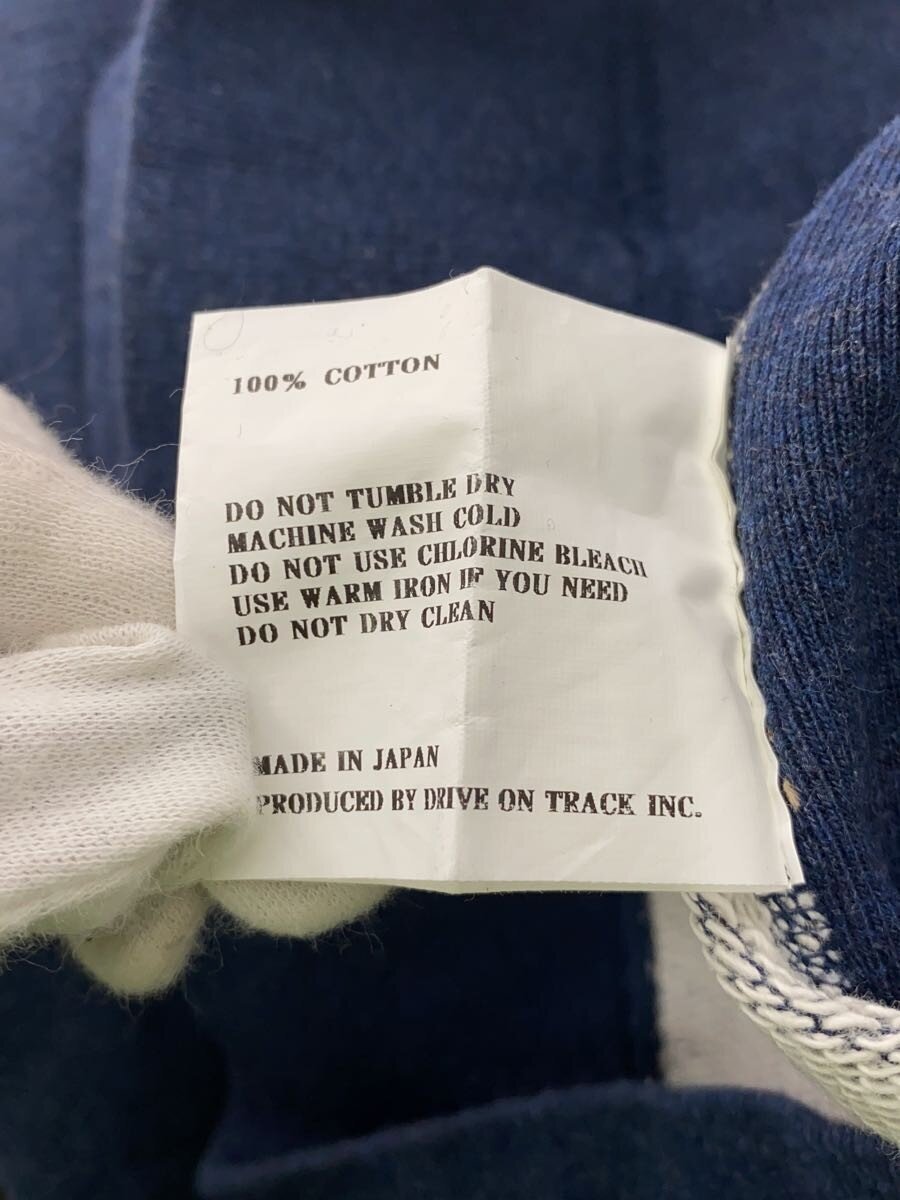 100% COTTON
DO NOT TUMBLE DRY
MACHINE WASH COLD
DO NOT USE CHLORINE BLEACH
USE WARM IRON IF YOU NEED
DO NOT DRY CLEAN
MADE IN JAPAN
PRODUCED BY DRIVE ON TRACK INC.